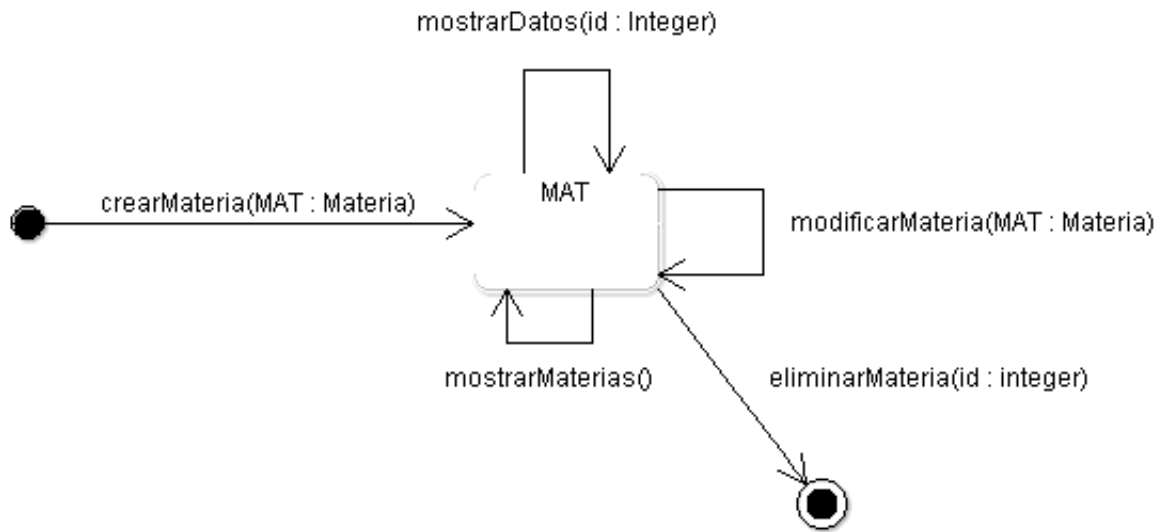 mostrarDatos(id : Integer)
crearMateria(MAT : Materia)
MAT
modificarMateria(MAT : Materia)
mostrarMaterias()
eliminarMateria(id : integer)